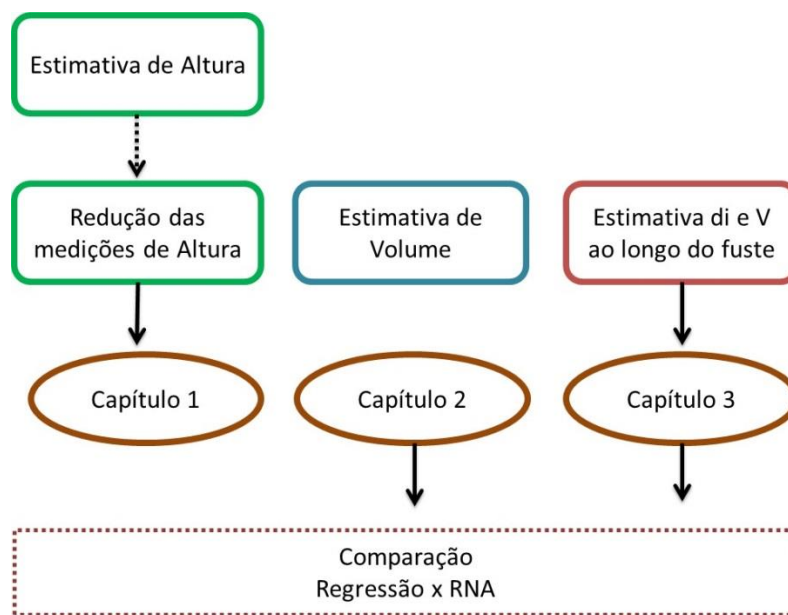 Estimativa de Altura
Redução das
medições de Altura
Estimativa de
Volume
Estimativa di e V
ao longo do fuste
Capítulo 1
Capítulo 2
Capítulo 3
Comparação
Regressão x RNA